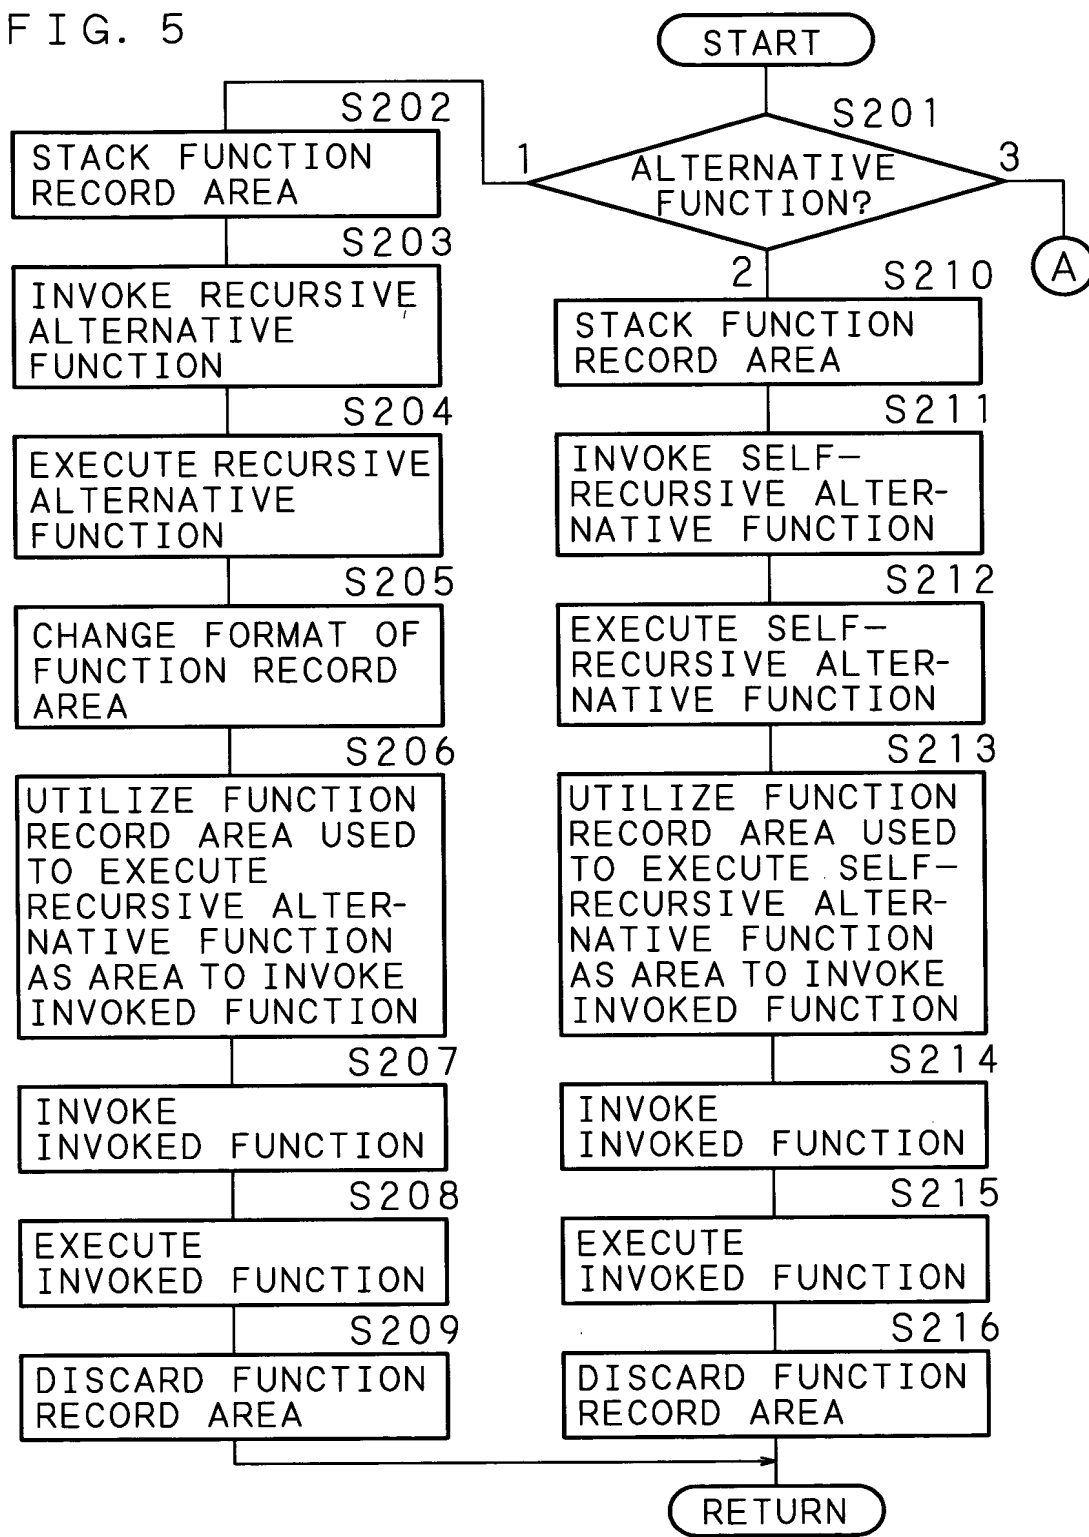 FIG. 5
START
S201
ALTERNATIVE
FUNCTION?
1
2
3
A
S202
STACK FUNCTION
RECORD AREA
S203
INVOKE RECURSIVE
ALTERNATIVE
FUNCTION
S204
EXECUTE RECURSIVE
ALTERNATIVE
FUNCTION
S205
CHANGE FORMAT OF
FUNCTION RECORD
AREA
S206
UTILIZE FUNCTION
RECORD AREA USED
TO EXECUTE
RECURSIVE ALTER-
NATIVE FUNCTION
AS AREA TO INVOKE
INVOKED FUNCTION
S207
INVOKE
INVOKED FUNCTION
S208
EXECUTE
INVOKED FUNCTION
S209
DISCARD FUNCTION
RECORD AREA
S210
STACK FUNCTION
RECORD AREA
S211
INVOKE SELF-
RECURSIVE ALTER-
NATIVE FUNCTION
S212
EXECUTE SELF-
RECURSIVE ALTER-
NATIVE FUNCTION
S213
UTILIZE FUNCTION
RECORD AREA USED
TO EXECUTE SELF-
RECURSIVE ALTER-
NATIVE FUNCTION
AS AREA TO INVOKE
INVOKED FUNCTION
S214
INVOKE
INVOKED FUNCTION
S215
EXECUTE
INVOKED FUNCTION
S216
DISCARD FUNCTION
RECORD AREA
RETURN